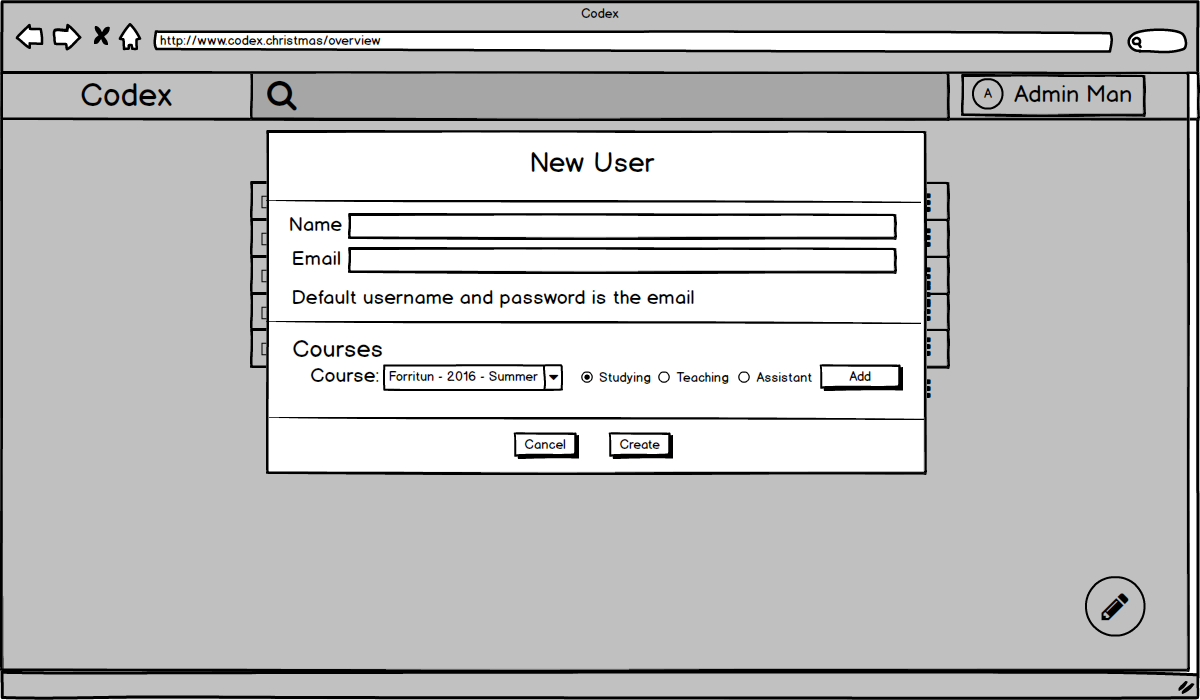 Codex
http://www.codex.christmas/overview
Codex
A Admin Man
New User
Name
Email
Default username and password is the email
Courses
Course: Forritun - 2016 - Summer Studying Teaching Assistant Add
Cancel Create